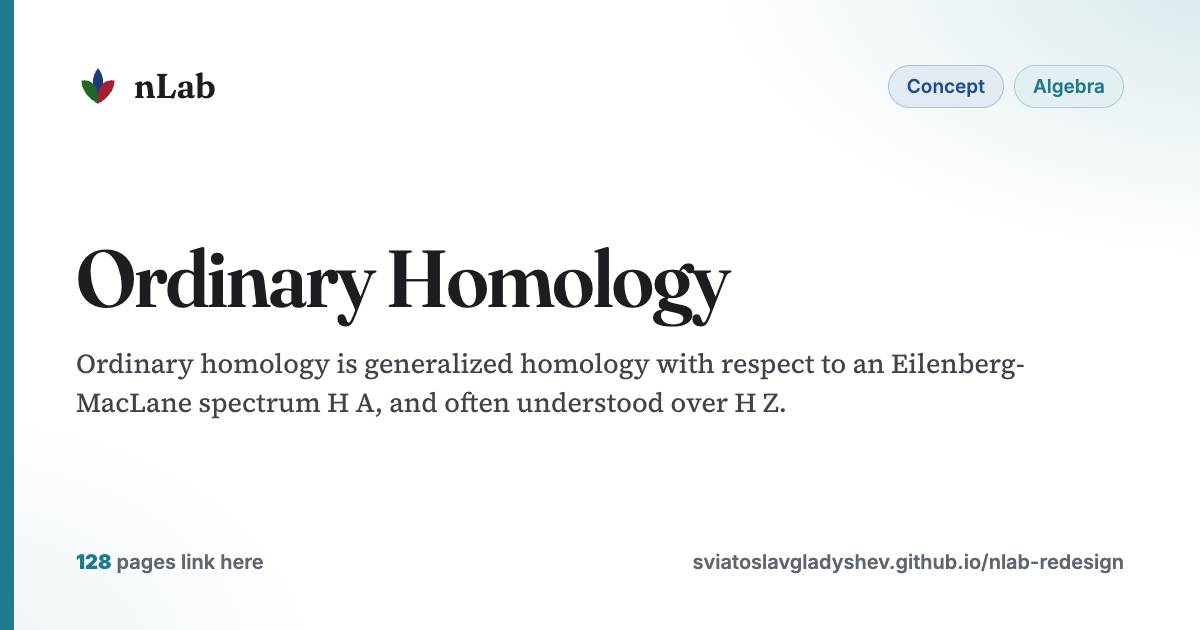 nLab
Concept
Algebra
Ordinary Homology
Ordinary homology is generalized homology with respect to an Eilenberg-
MacLane spectrum H A, and often understood over H Z.
128 pages link here
sviatoslavgladyshev.github.io/nlab-redesign